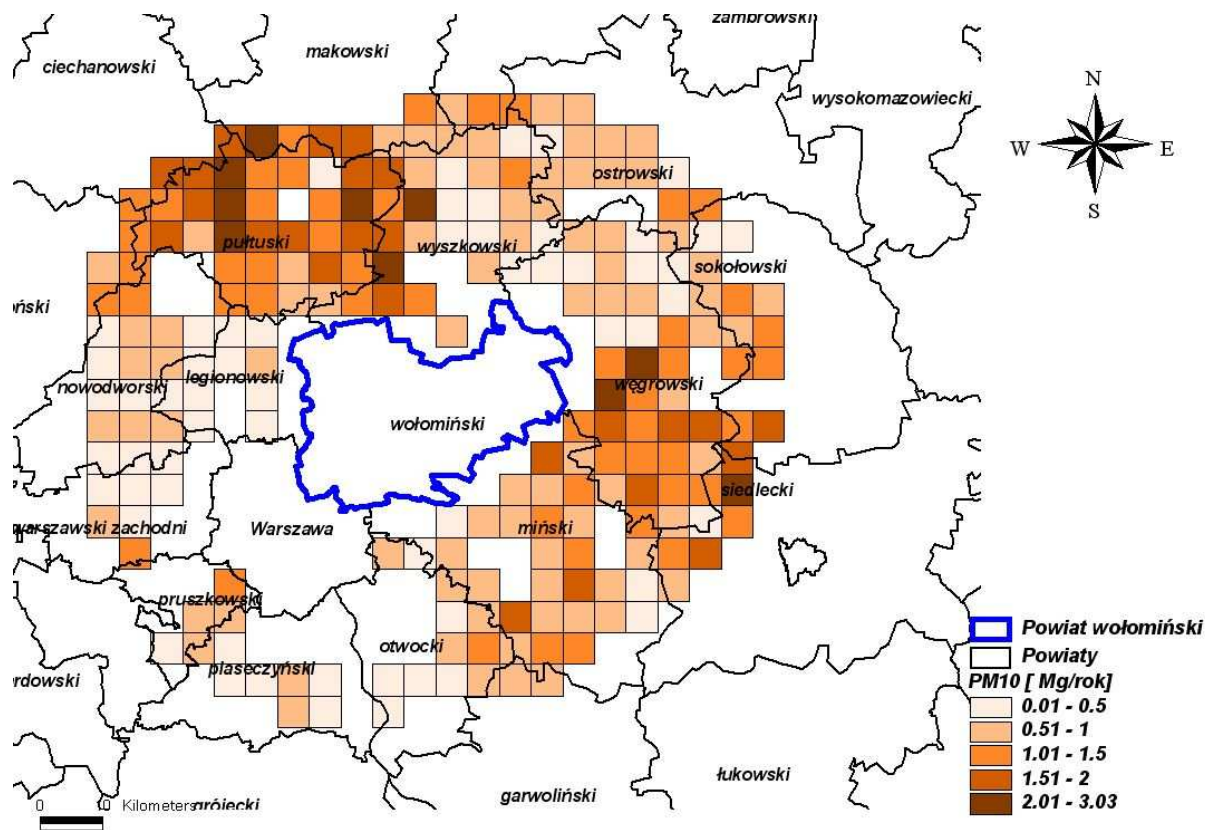 zambrowski
makowski
ciechanowski
wysokomazowiecki
N
W E
S
ostrowski
pułtuski
wyszkowski
sokołowski
oński
nowodworski
legionowski
węgrowski
wołomiński
siedlecki
warszawski zachodni
Warszawa
miński
pruszkowski
otwocki
piaseczyński
rdowski
łukowski
garwoliński
grójecki
0 10 Kilometers
Powiat wołomiński
Powiaty
PM10 [ Mg/rok]
0.01 - 0.5
0.51 - 1
1.01 - 1.5
1.51 - 2
2.01 - 3.03